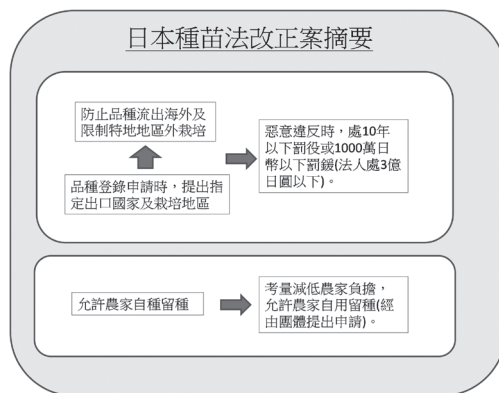 日本種苗法改正案摘要
防止品種流出海外及
限制特地地區外栽培
惡意違反時，處10年
以下罰役或1000萬日
幣以下罰鍰(法人處3億
日圓以下)。
品種登錄申請時，提出指
定出口國家及栽培地區
允許農家自種留種
考量減低農家負擔，
允許農家自用留種(經
由團體提出申請)。